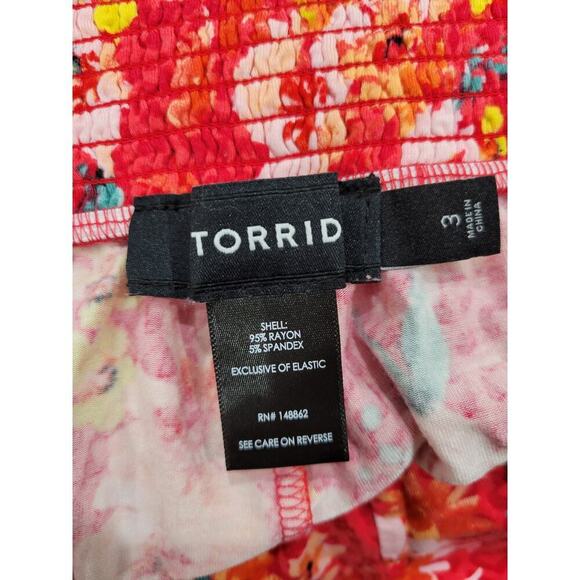 TORRID
3
MADE IN
CHINA
SHELL:
95% RAYON
5% SPANDEX
EXCLUSIVE OF ELASTIC
RN# 148862
SEE CARE ON REVERSE